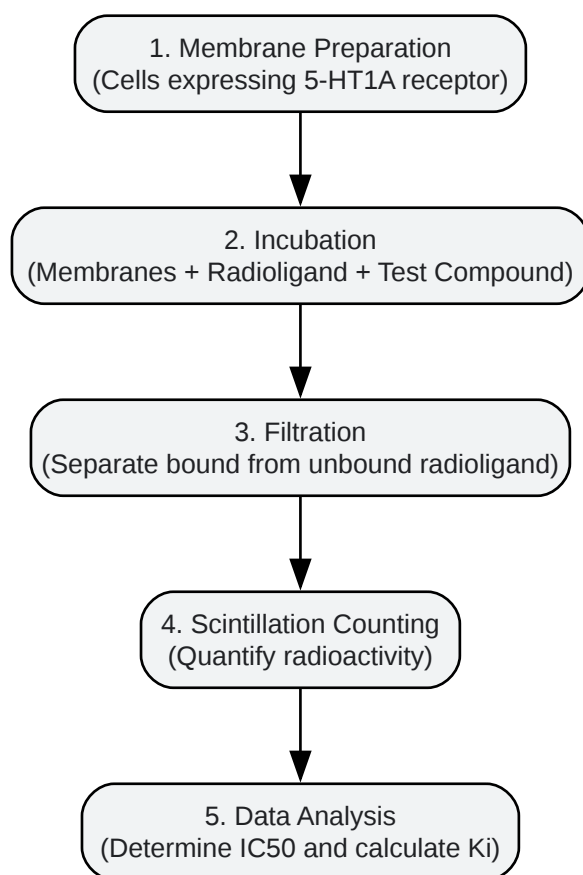 1. Membrane Preparation
(Cells expressing 5-HT1A receptor)
2. Incubation
(Membranes + Radioligand + Test Compound)
3. Filtration
(Separate bound from unbound radioligand)
4. Scintillation Counting
(Quantify radioactivity)
5. Data Analysis
(Determine IC50 and calculate Ki)